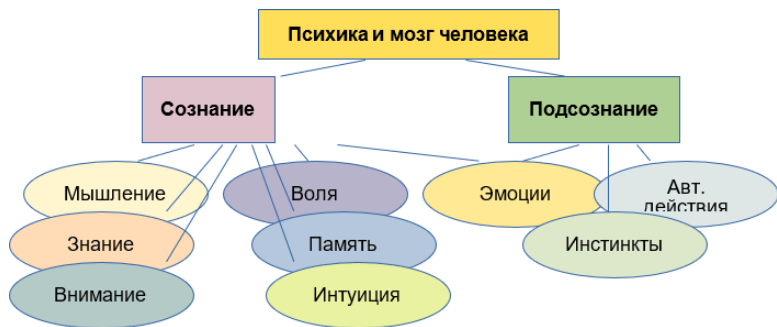 Психика и мозг человека
Сознание
Подсознание
Мышление
Воля
Эмоции
Авт.
действия
Знание
Память
Инстинкты
Внимание
Интуиция